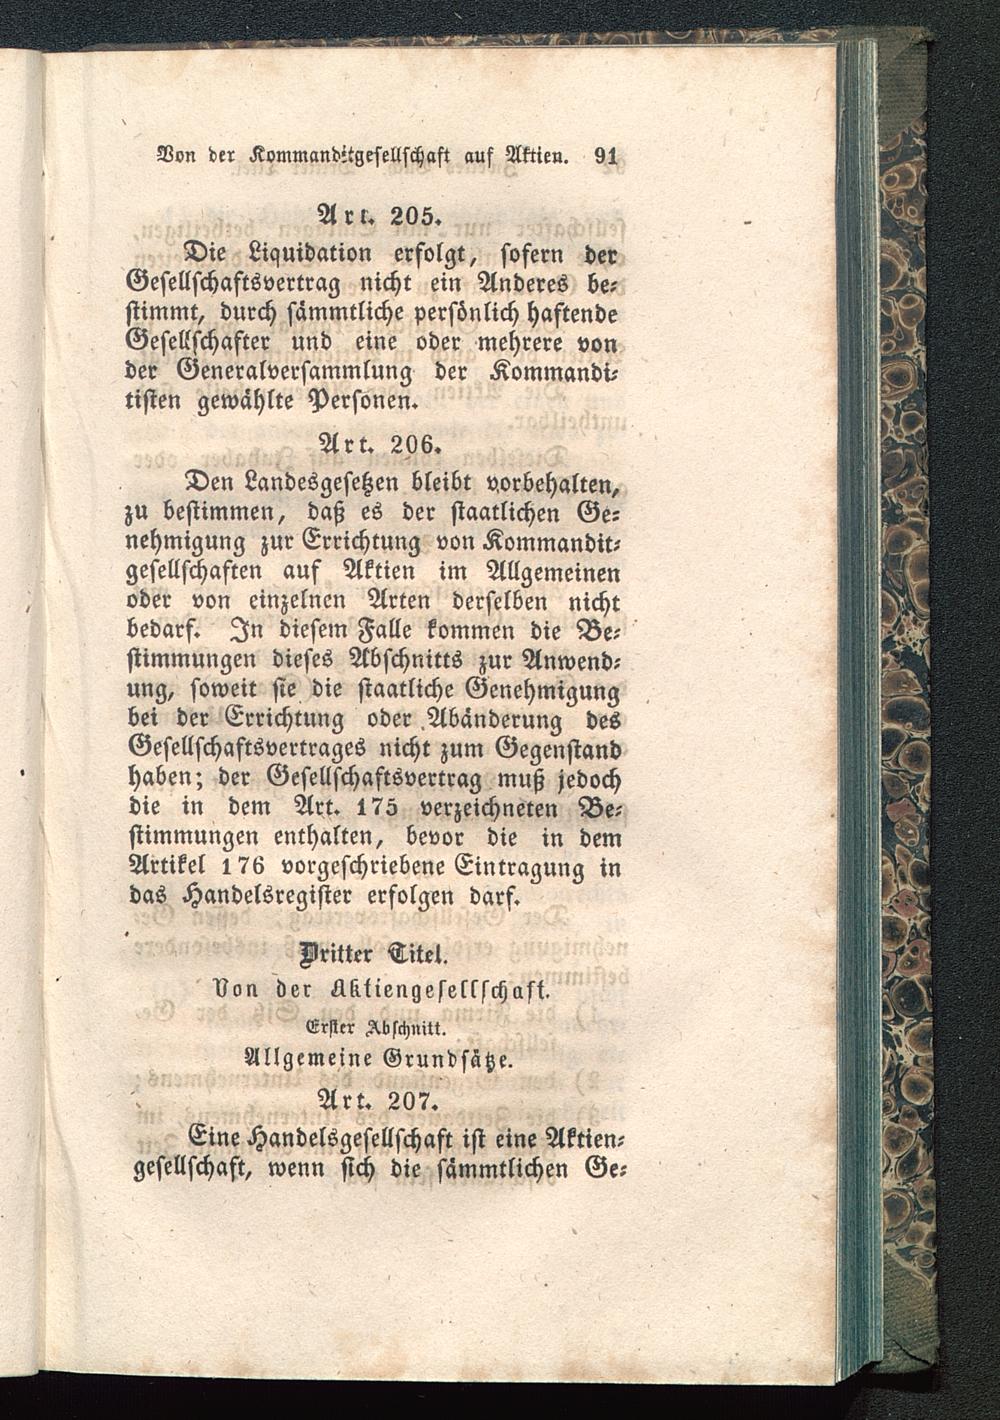 Von der Kommanditgesellschaft auf Aktien. 91
Art. 205.
Die Liquidation erfolgt, sofern der
Gesellschaftsvertrag nicht ein Anderes be-
stimmt, durch sämmtliche persönlich haftende
Gesellschafter und eine oder mehrere von
der Generalversammlung der Kommandi-
tisten gewählte Personen.
Art. 206.
Den Landesgesetzen bleibt vorbehalten,
zu bestimmen, daß es der staatlichen Ge-
nehmigung zur Errichtung von Kommandit-
gesellschaften auf Aktien im Allgemeinen
oder von einzelnen Arten derselben nicht
bedarf. In diesem Falle kommen die Be-
stimmungen dieses Abschnitts zur Anwend-
ung, soweit sie die staatliche Genehmigung
bei der Errichtung oder Abänderung des
Gesellschaftsvertrages nicht zum Gegenstand
haben; der Gesellschaftsvertrag muß jedoch
die in dem Art. 175 verzeichneten Be-
stimmungen enthalten, bevor die in dem
Artikel 176 vorgeschriebene Eintragung in
das Handelsregister erfolgen darf.
Dritter Titel.
Von der Aktiengesellschaft.
Erster Abschnitt.
Allgemeine Grundsätze.
Art. 207.
Eine Handelsgesellschaft ist eine Aktien-
gesellschaft, wenn sich die sämmtlichen Ge-